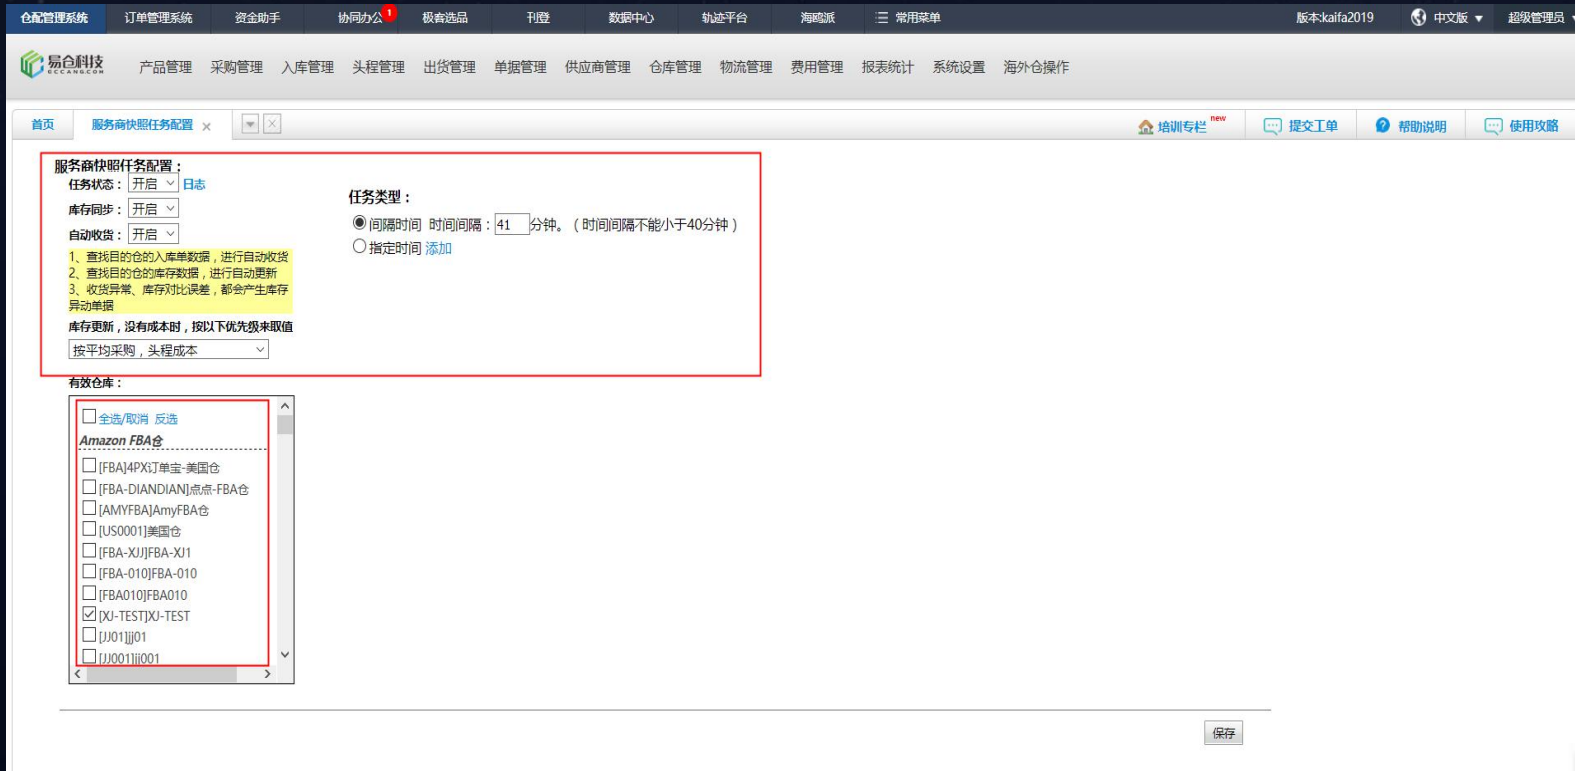 仓配管理系统 订单管理系统 资金助手 协同办公 1 极客选品 刊登 数据中心 轨迹平台 海鸥派 三 常用菜单 版本:kaifa2019 中文版 超级管理员
易仓科技 产品管理 采购管理 入库管理 头程管理 出货管理 单据管理 供应商管理 仓库管理 物流管理 费用管理 报表统计 系统设置 海外仓操作
ECCANG.COM
首页 服务商快照任务配置 × 培训专栏 new 提交工单 帮助说明 使用攻略
服务商快照任务配置：
任务状态： 开启 日志
任务类型：
库存同步： 开启
间隔时间 时间间隔：41 分钟。（时间间隔不能小于40分钟）
自动收货： 开启
指定时间 添加
1、查找目的仓的入库单数据，进行自动收货
2、查找目的仓的库存数据，进行自动更新
3、收货异常、库存对比误差，都会产生库存
异动单据
库存更新，没有成本时，按以下优先级来取值
按平均采购，头程成本
有效仓库：
全选/取消 反选
Amazon FBA仓
[FBA]4PX订单宝-美国仓
[FBA-DIANDIAN]点点-FBA仓
[AMYFBA]AmyFBA仓
[US0001]美国仓
[FBA-XJJ]FBA-XJ1
[FBA-010]FBA-010
[FBA010]FBA010
[XJ-TEST]XJ-TEST
[JJ01]jj01
[JJ001]jj001
保存